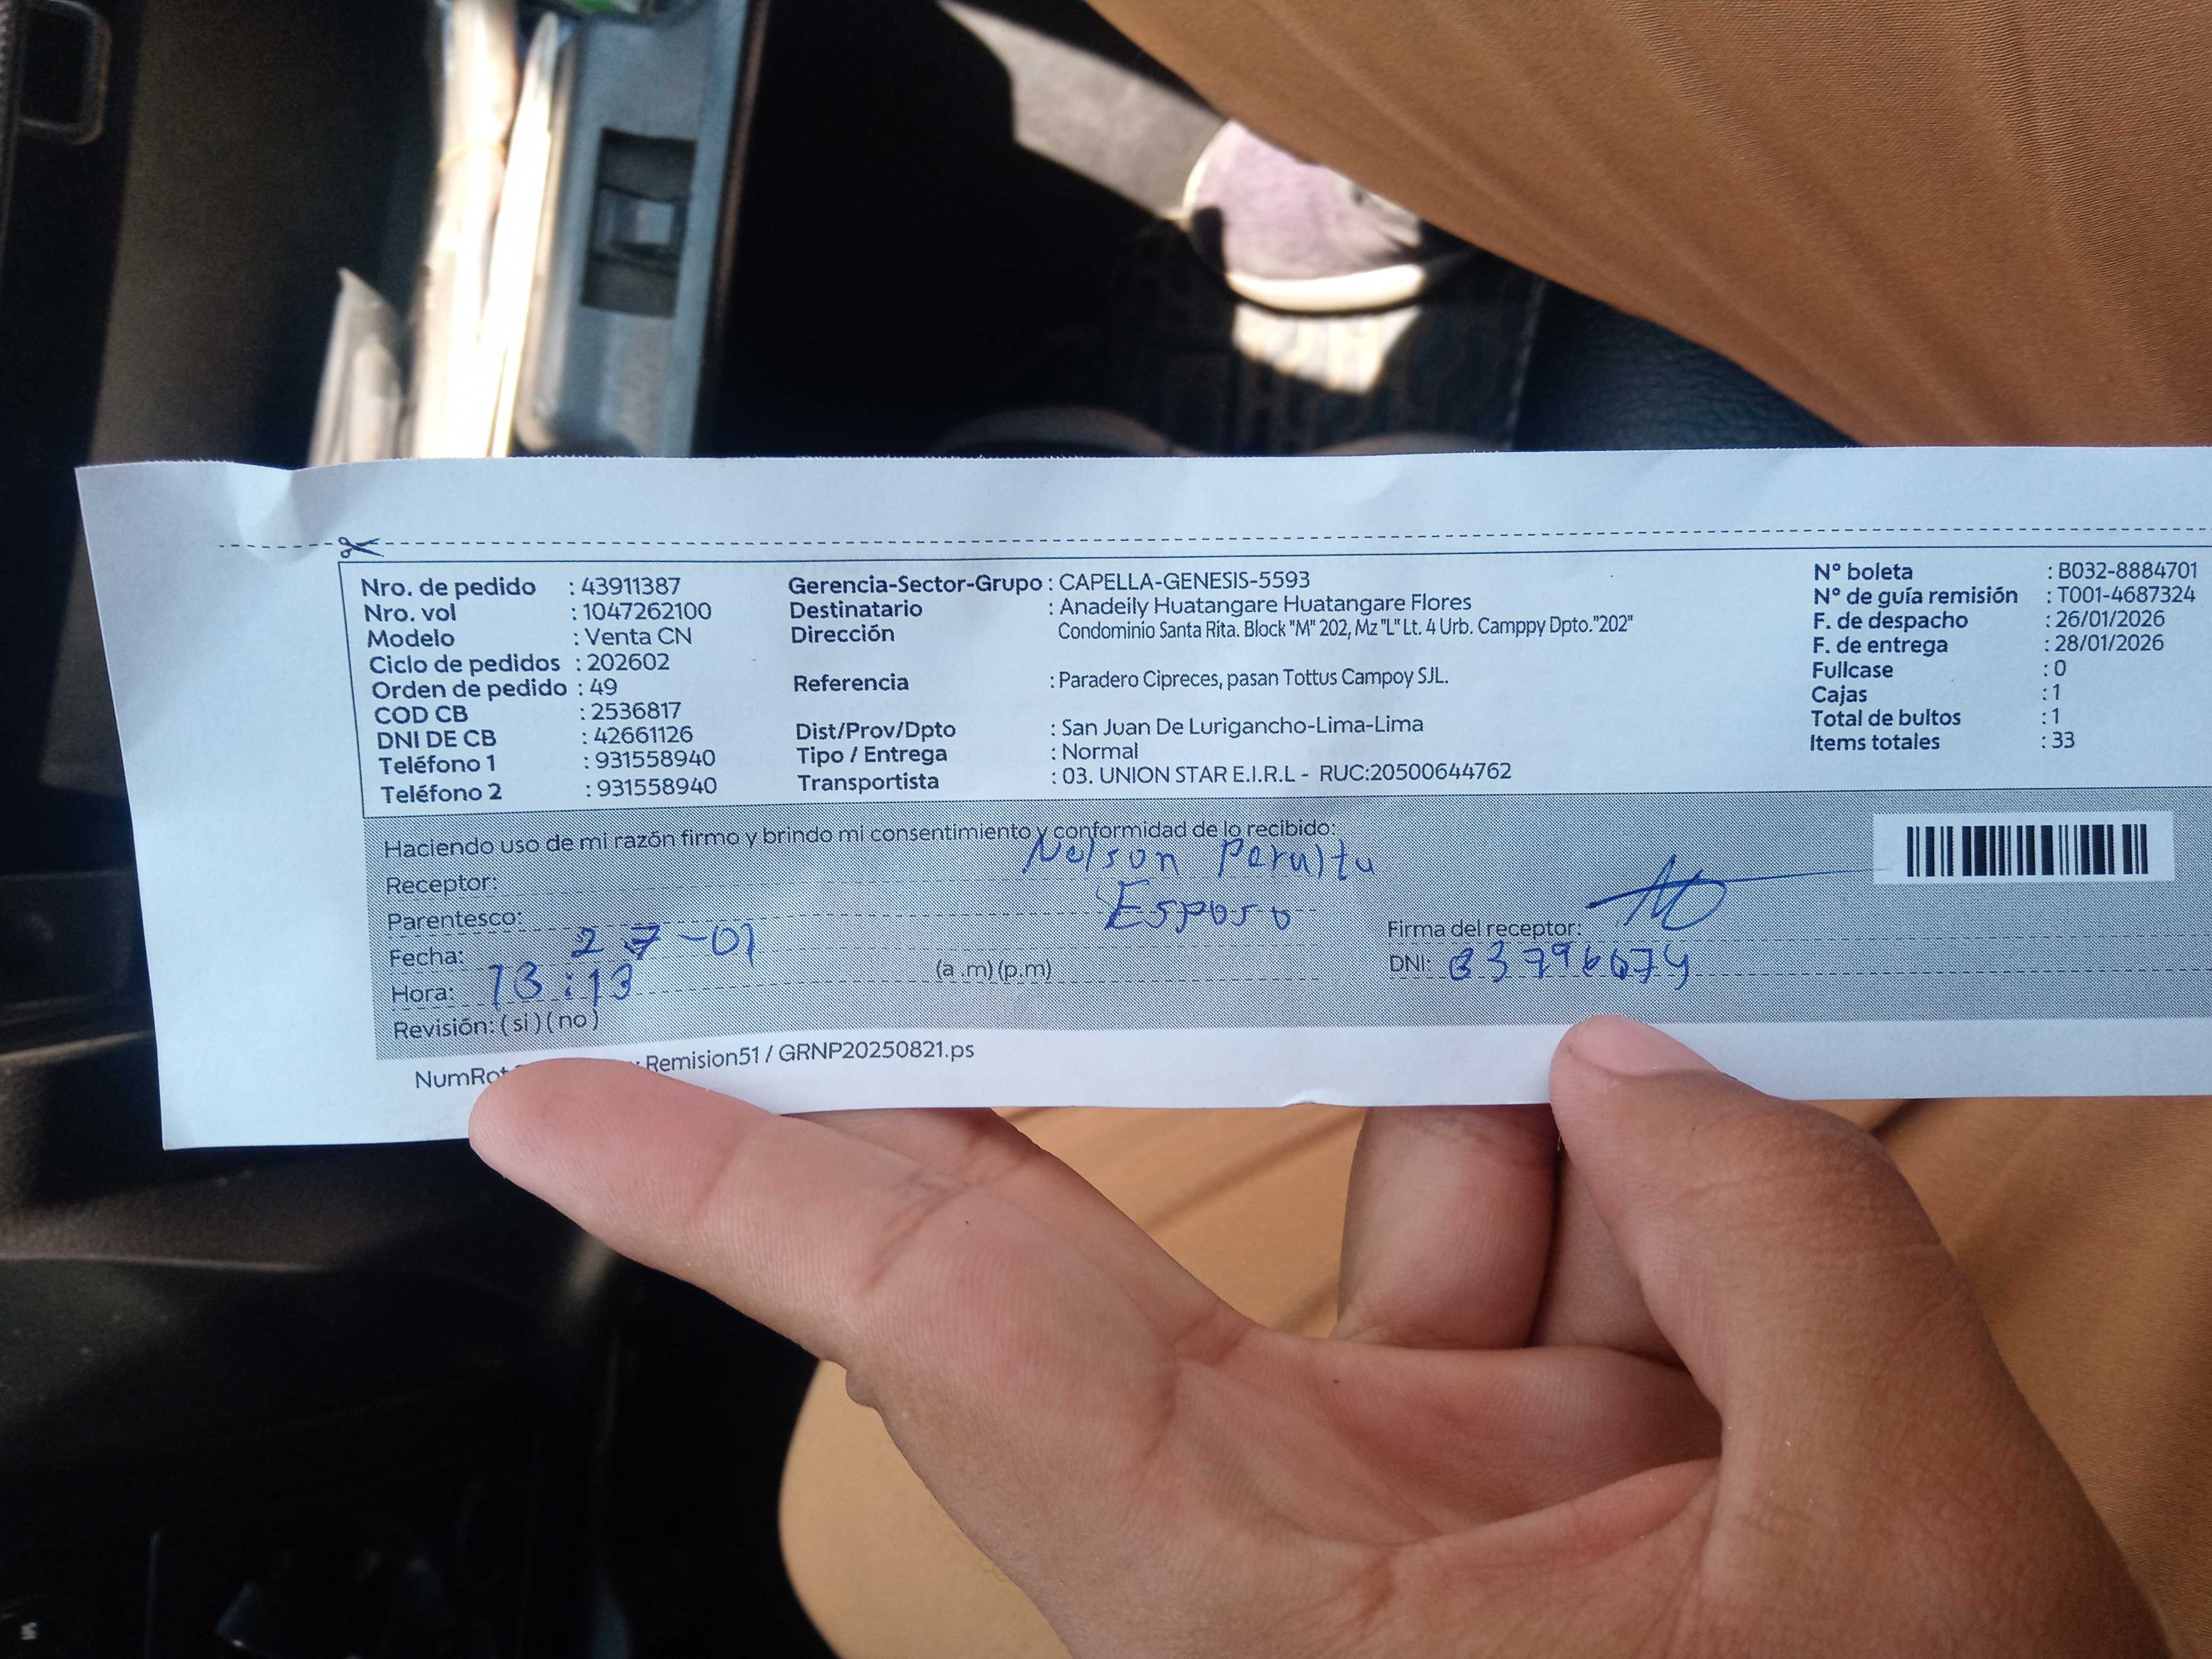 Nro. de pedido : 43911387
Nro. vol : 1047262100
Modelo : Venta CN
Ciclo de pedidos : 202602
Orden de pedido : 49
COD CB : 2536817
DNI DE CB : 42661126
Teléfono 1 : 931558940
Teléfono 2 : 931558940
Gerencia-Sector-Grupo : CAPELLA-GENESIS-5593
Destinatario : Anadeily Huatangare Huatangare Flores
Dirección Condominio Santa Rita. Block "M" 202, Mz "L" Lt. 4 Urb. Camppy Dpto."202"
Referencia : Paradero Cipreces, pasan Tottus Campoy SJL.
Dist/Prov/Dpto : San Juan De Lurigancho-Lima-Lima
Tipo / Entrega : Normal
Transportista : 03. UNION STAR E.I.R.L - RUC:20500644762
N° boleta : B032-8884701
N° de guía remisión : T001-4687324
F. de despacho : 26/01/2026
F. de entrega : 28/01/2026
Fullcase : 0
Cajas : 1
Total de bultos : 1
Items totales : 33
Haciendo uso de mi razón firmo y brindo mi consentimiento y conformidad de lo recibido:
Receptor: Nelson Peralta
Parentesco: Esposo
Fecha: 27-01
Hora: 13:13 (a .m) (p.m)
Revisión: ( si ) ( no )
Firma del receptor:
DNI:
Remision51 / GRNP20250821.ps